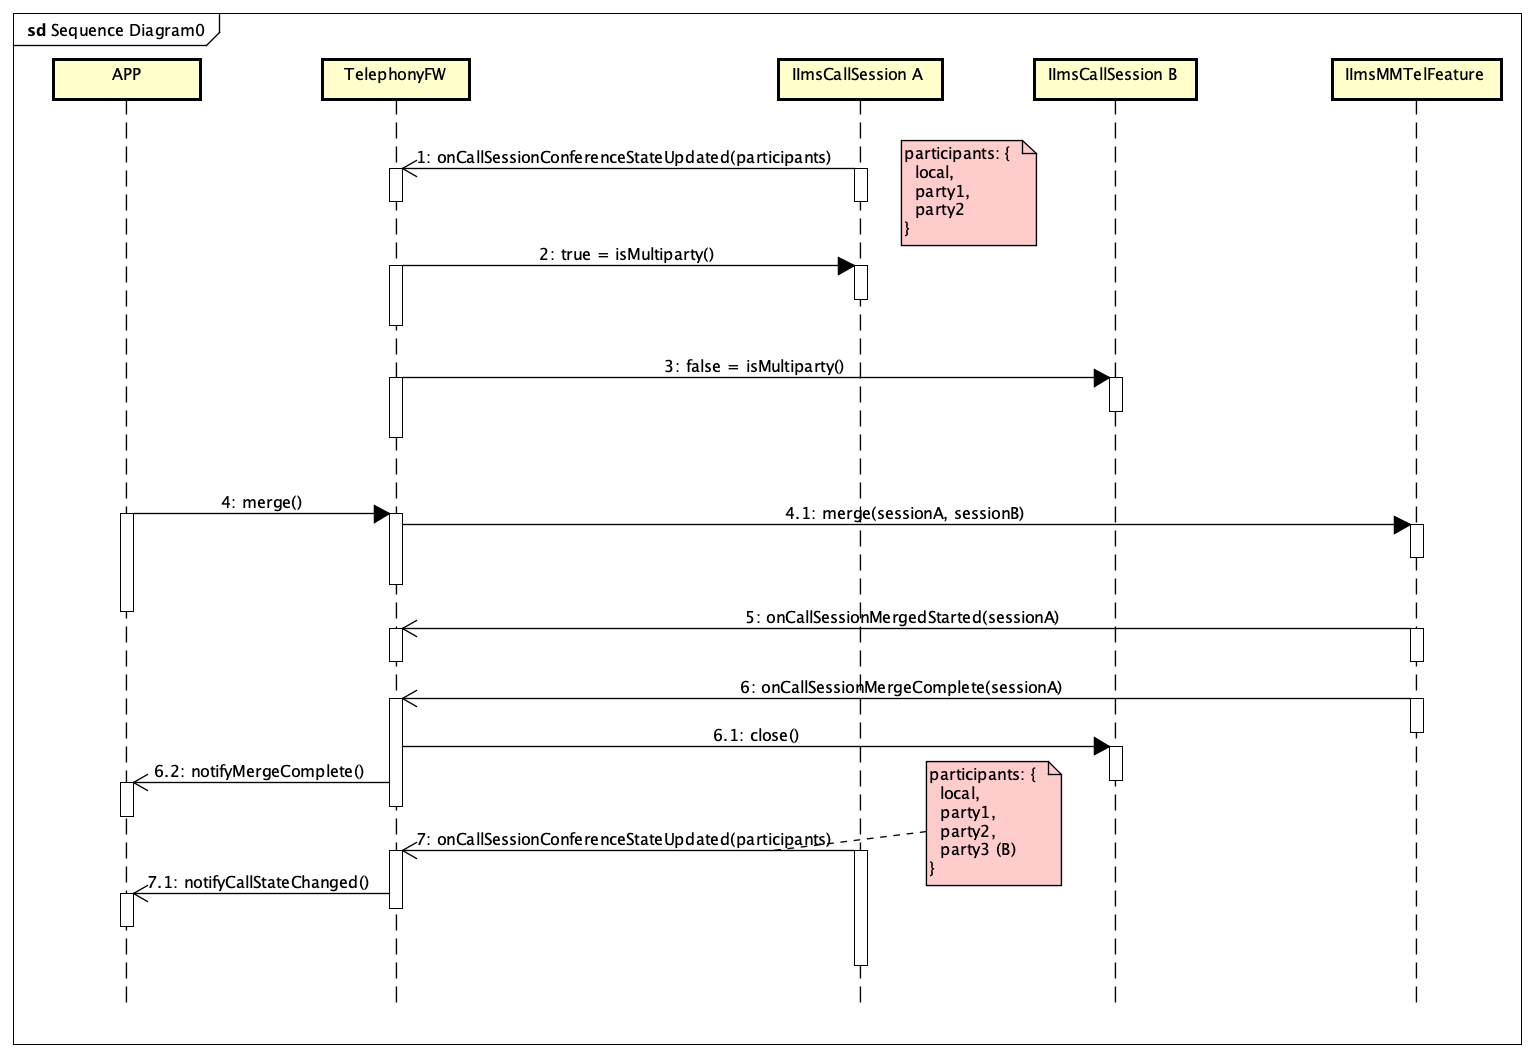 sd Sequence Diagram0
APP
TelephonyFW
IImsCallSession A
IImsCallSession B
IImsMMTelFeature
1: onCallSessionConferenceStateUpdated(participants)
participants: {
local,
party1,
party2
}
2: true = isMultiparty()
3: false = isMultiparty()
4: merge()
4.1: merge(sessionA, sessionB)
5: onCallSessionMergedStarted(sessionA)
6: onCallSessionMergeComplete(sessionA)
6.1: close()
6.2: notifyMergeComplete()
participants: {
local,
party1,
party2,
party3 (B)
}
7: onCallSessionConferenceStateUpdated(participants)
7.1: notifyCallStateChanged()